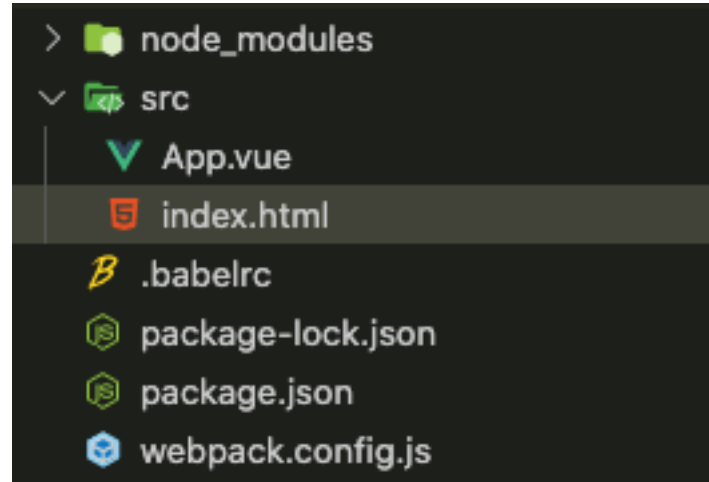 node_modules
src
App.vue
index.html
.babelrc
package-lock.json
package.json
webpack.config.js